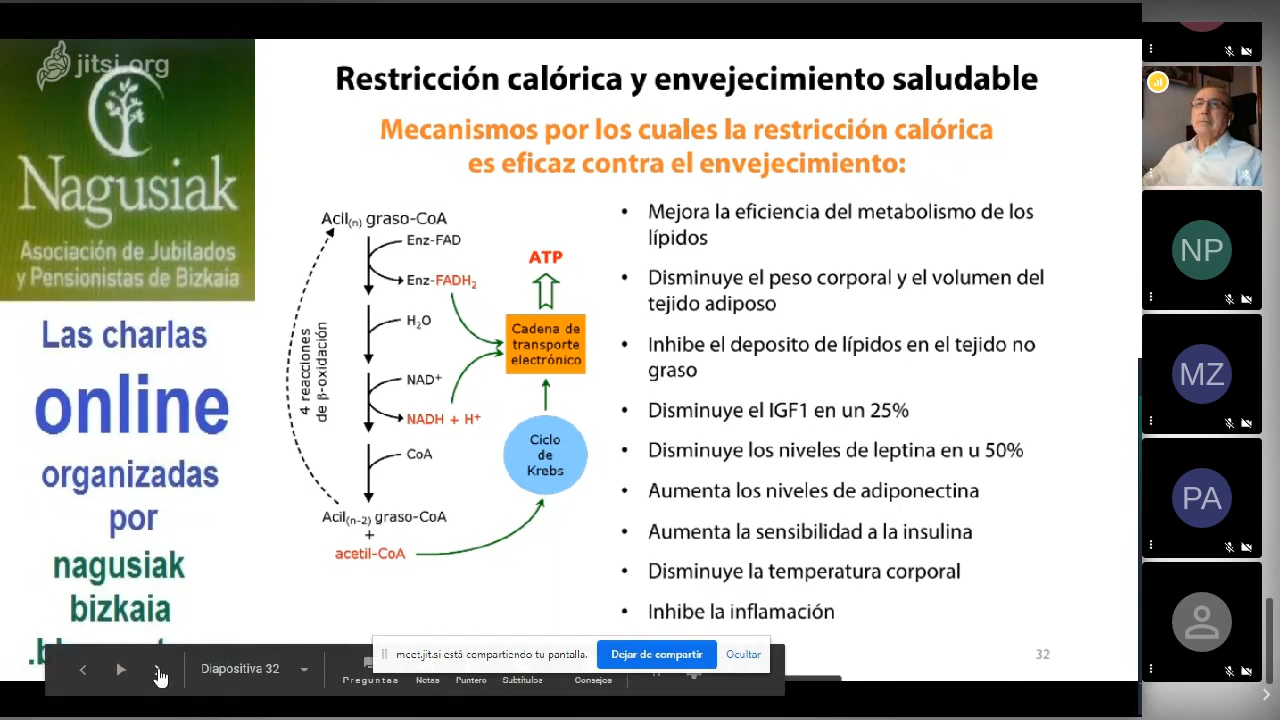 jitsi.org
Nagusiak
Asociación de Jubilados
y Pensionistas de Bizkaia
Las charlas
online
organizadas
por
nagusiak
bizkaia
Restricción calórica y envejecimiento saludable
Mecanismos por los cuales la restricción calórica
es eficaz contra el envejecimiento:
Acil(n) graso-CoA
Enz-FAD
Enz-FADH2
H2O
NAD+
NADH + H+
CoA
4 reacciones
de β-oxidación
Acil(n-2) graso-CoA
+
acetil-CoA
ATP
Cadena de
transporte
electrónico
Ciclo
de
Krebs
• Mejora la eficiencia del metabolismo de los
lípidos
• Disminuye el peso corporal y el volumen del
tejido adiposo
• Inhibe el deposito de lípidos en el tejido no
graso
• Disminuye el IGF1 en un 25%
• Disminuye los niveles de leptina en u 50%
• Aumenta los niveles de adiponectina
• Aumenta la sensibilidad a la insulina
• Disminuye la temperatura corporal
• Inhibe la inflamación
32
Diapositiva 32
Preguntas
Notas
Puntero
Subtítulos
Consejos
meet.jit.si está compartiendo tu pantalla.
Dejar de compartir
Ocultar
NP
MZ
PA